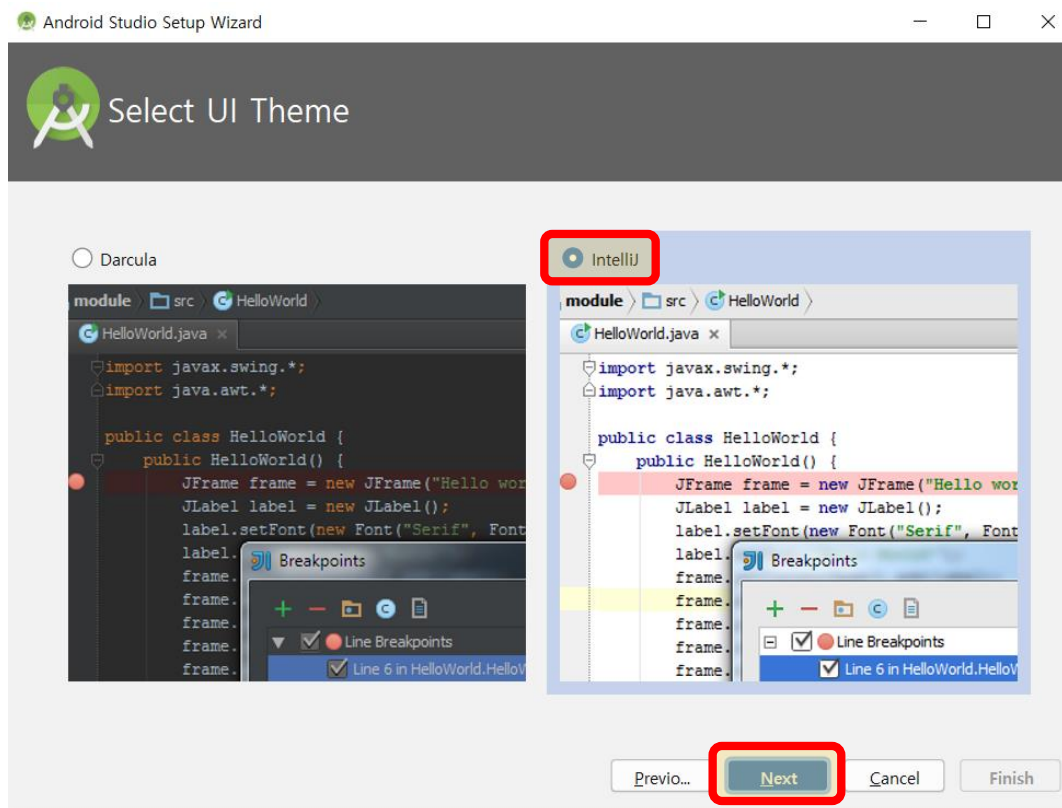 Android Studio Setup Wizard
Select UI Theme
Darcula
module src HelloWorld
HelloWorld.java ×
import javax.swing.*;
import java.awt.*;
public class HelloWorld {
public HelloWorld() {
JFrame frame = new JFrame("Hello wor
JLabel label = new JLabel();
label.setFont(new Font("Serif", Font
label.
frame.
frame.
frame.
frame.
frame.
Breakpoints
Line Breakpoints
Line 6 in HelloWorld.HelloW
IntelliJ
module src HelloWorld
HelloWorld.java ×
import javax.swing.*;
import java.awt.*;
public class HelloWorld {
public HelloWorld() {
JFrame frame = new JFrame("Hello wor
JLabel label = new JLabel();
label.setFont(new Font("Serif", Font
label.
frame.
frame.
frame.
frame.
frame.
Breakpoints
Line Breakpoints
Line 6 in HelloWorld.HelloW
Previo... Next Cancel Finish